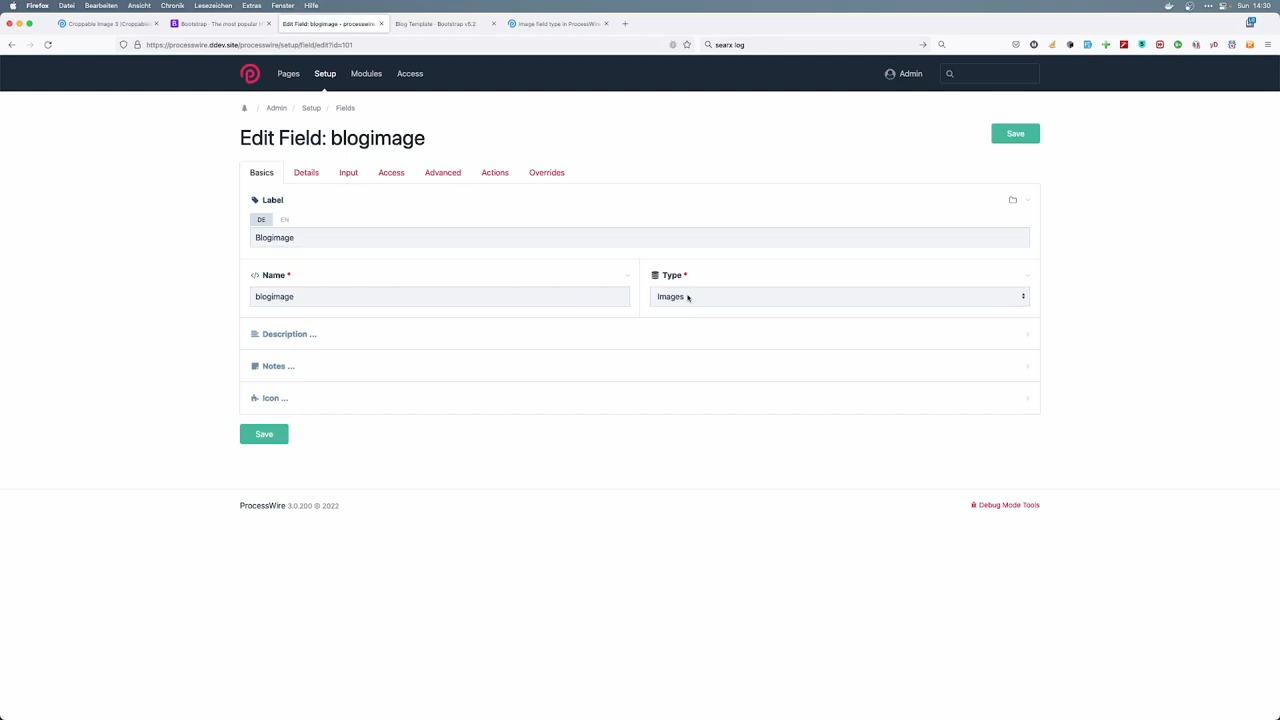 Firefox Datei Bearbeiten Ansicht Chronik Lesezeichen Extras Fenster Hilfe Sun 14:30
Croppable Image 3 (Croppable Bootstrap · The most popular H Edit Field: blogimage • processwire Blog Template · Bootstrap v5.2 Image field type in ProcessWire
https://processwire.ddev.site/processwire/setup/field/edit?id=101 searx log
Pages Setup Modules Access Admin
/ Admin / Setup / Fields
Edit Field: blogimage
Save
Basics Details Input Access Advanced Actions Overrides
Label
DE EN
Blogimage
Name * Type *
blogimage Images
Description ...
Notes ...
Icon ...
Save
ProcessWire 3.0.200 © 2022 Debug Mode Tools